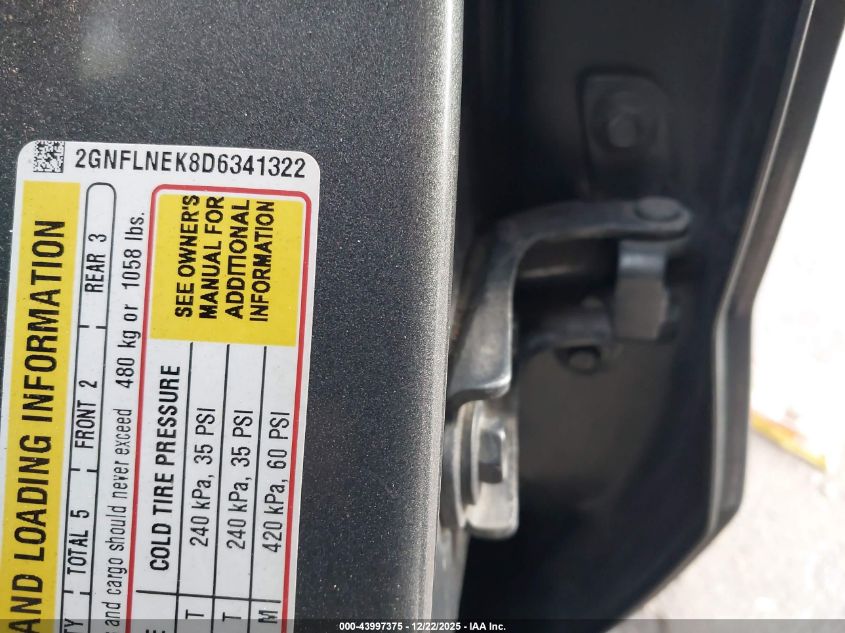 2GNFLNEK8D6341322
AND LOADING INFORMATION
TOTAL 5 FRONT 2 REAR 3
and cargo should never exceed 480 kg or 1058 lbs.
COLD TIRE PRESSURE
SEE OWNER'S
MANUAL FOR
ADDITIONAL
INFORMATION
T 240 kPa, 35 PSI
T 240 kPa, 35 PSI
M 420 kPa, 60 PSI
000-43997375 - 12/22/2025 - IAA Inc.